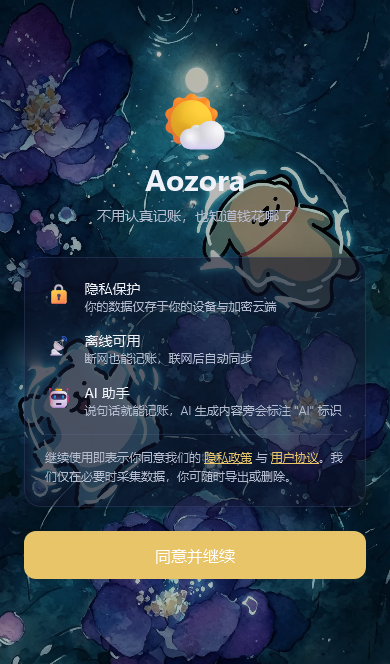 Aozora
不用认真记账，也知道钱花哪了
隐私保护
你的数据仅存于你的设备与加密云端
离线可用
断网也能记账，联网后自动同步
AI 助手
说句话就能记账，AI 生成内容旁会标注 "AI" 标识
继续使用即表示你同意我们的 隐私政策 与 用户协议。我
们仅在必要时采集数据，你可随时导出或删除。
同意并继续